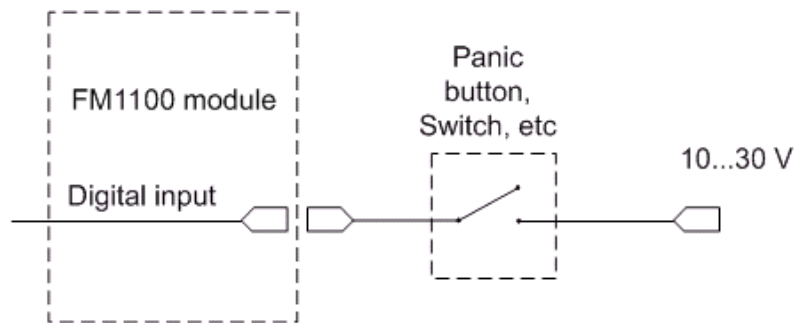 FM1100 module
Digital input
Panic
button,
Switch, etc
10...30 V